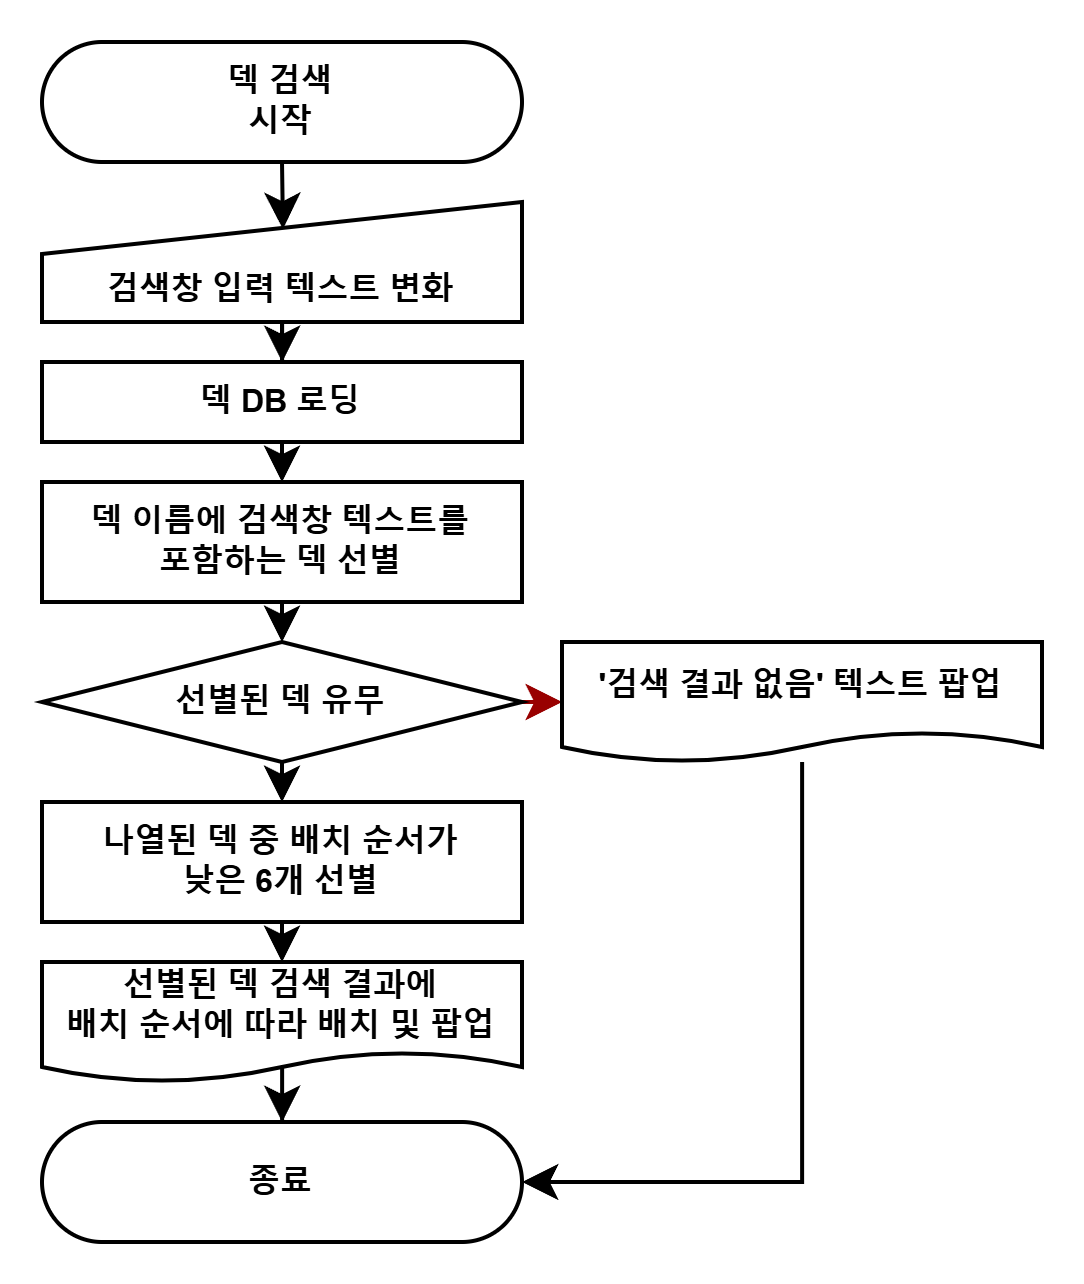 덱 검색
시작
검색창 입력 텍스트 변화
덱 DB 로딩
덱 이름에 검색창 텍스트를
포함하는 덱 선별
선별된 덱 유무
'검색 결과 없음' 텍스트 팝업
나열된 덱 중 배치 순서가
낮은 6개 선별
선별된 덱 검색 결과에
배치 순서에 따라 배치 및 팝업
종료